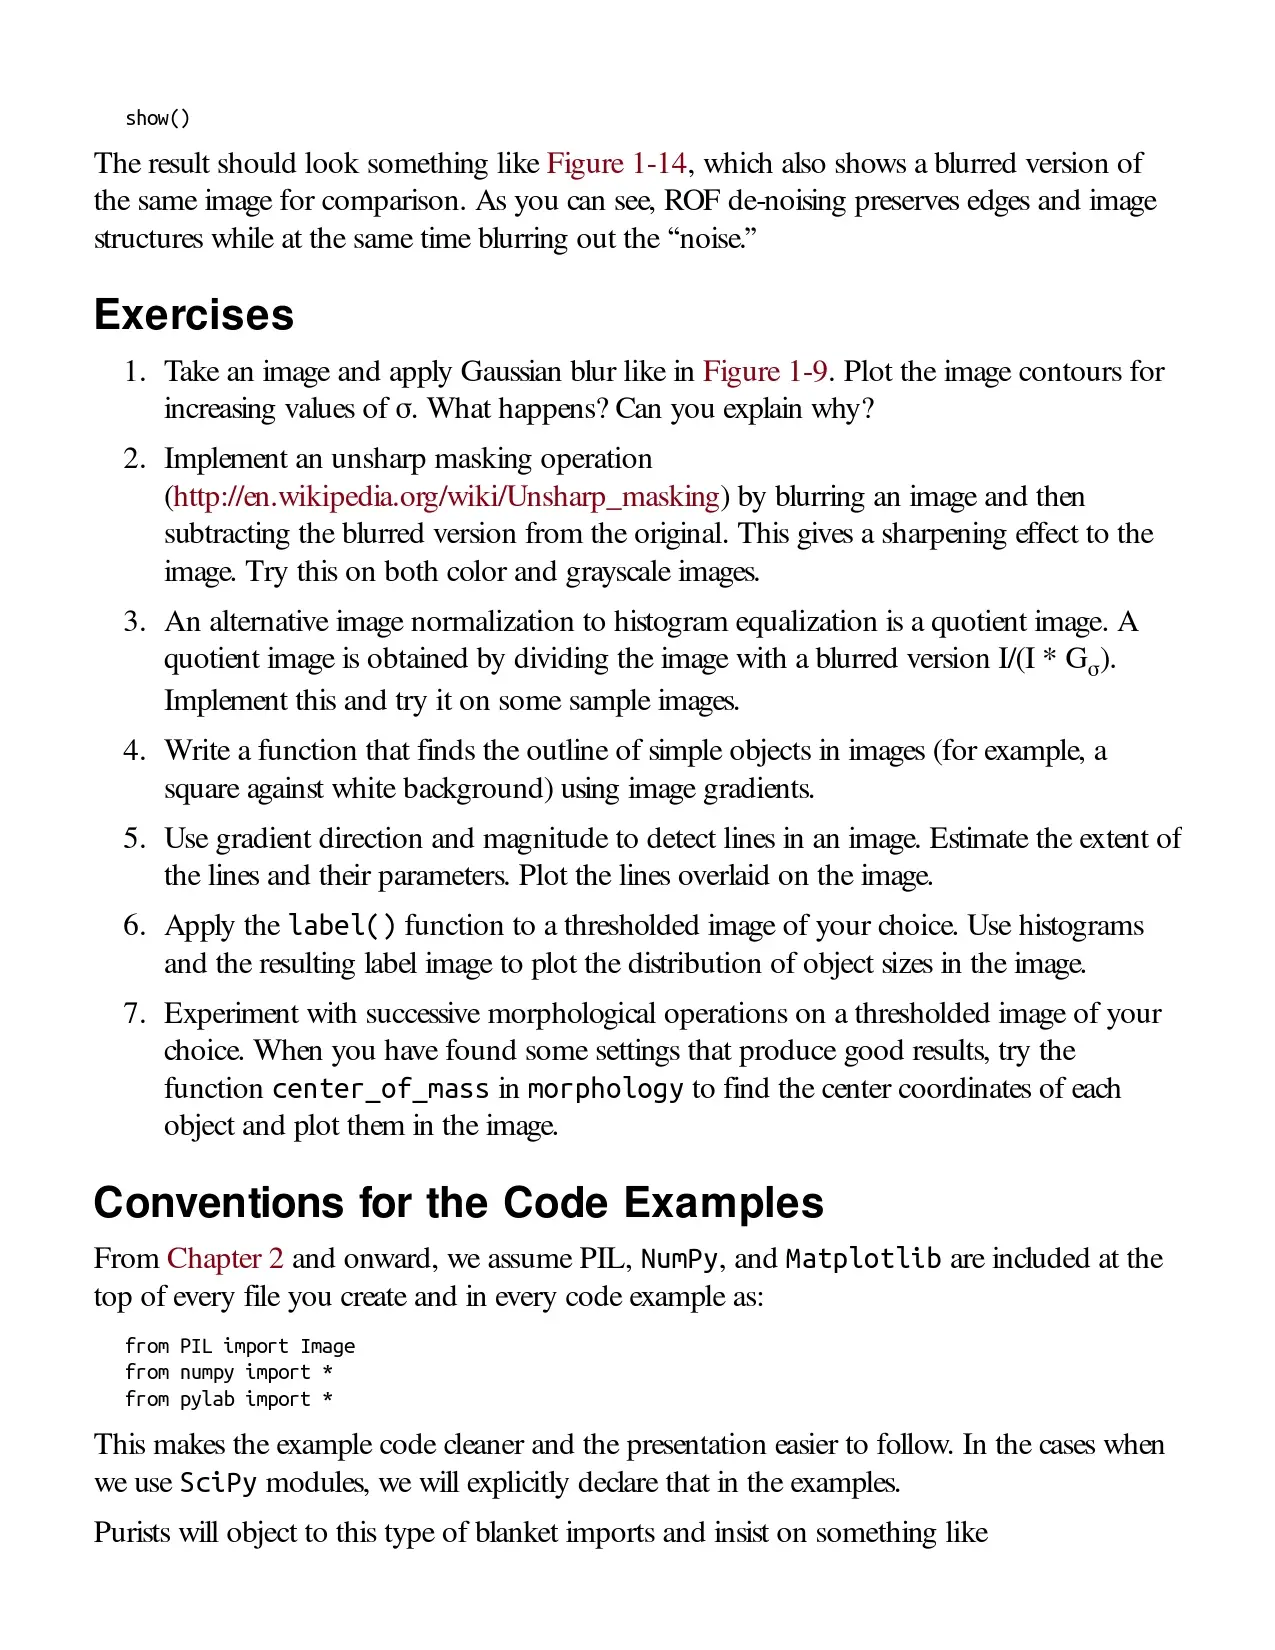 show()
The result should look something like Figure 1-14, which also shows a blurred version of
the same image for comparison. As you can see, ROF de-noising preserves edges and image
structures while at the same time blurring out the “noise.”
Exercises
1. Take an image and apply Gaussian blur like in Figure 1-9. Plot the image contours for
increasing values of σ. What happens? Can you explain why?
2. Implement an unsharp masking operation
(http://en.wikipedia.org/wiki/Unsharp_masking) by blurring an image and then
subtracting the blurred version from the original. This gives a sharpening effect to the
image. Try this on both color and grayscale images.
3. An alternative image normalization to histogram equalization is a quotient image. A
quotient image is obtained by dividing the image with a blurred version I/(I * Gσ).
Implement this and try it on some sample images.
4. Write a function that finds the outline of simple objects in images (for example, a
square against white background) using image gradients.
5. Use gradient direction and magnitude to detect lines in an image. Estimate the extent of
the lines and their parameters. Plot the lines overlaid on the image.
6. Apply the label() function to a thresholded image of your choice. Use histograms
and the resulting label image to plot the distribution of object sizes in the image.
7. Experiment with successive morphological operations on a thresholded image of your
choice. When you have found some settings that produce good results, try the
function center_of_mass in morphology to find the center coordinates of each
object and plot them in the image.
Conventions for the Code Examples
From Chapter 2 and onward, we assume PIL, NumPy, and Matplotlib are included at the
top of every file you create and in every code example as:
from PIL import Image
from numpy import *
from pylab import *
This makes the example code cleaner and the presentation easier to follow. In the cases when
we use SciPy modules, we will explicitly declare that in the examples.
Purists will object to this type of blanket imports and insist on something like